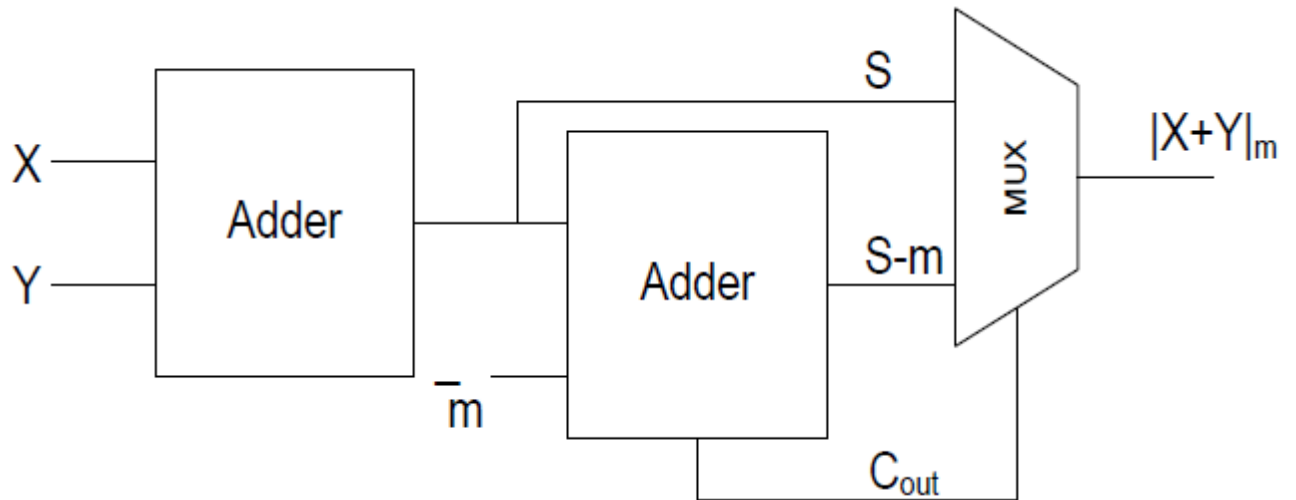 X
Y
Adder
Adder
m̅
S
S-m
Cout
MUX
|X+Y|m